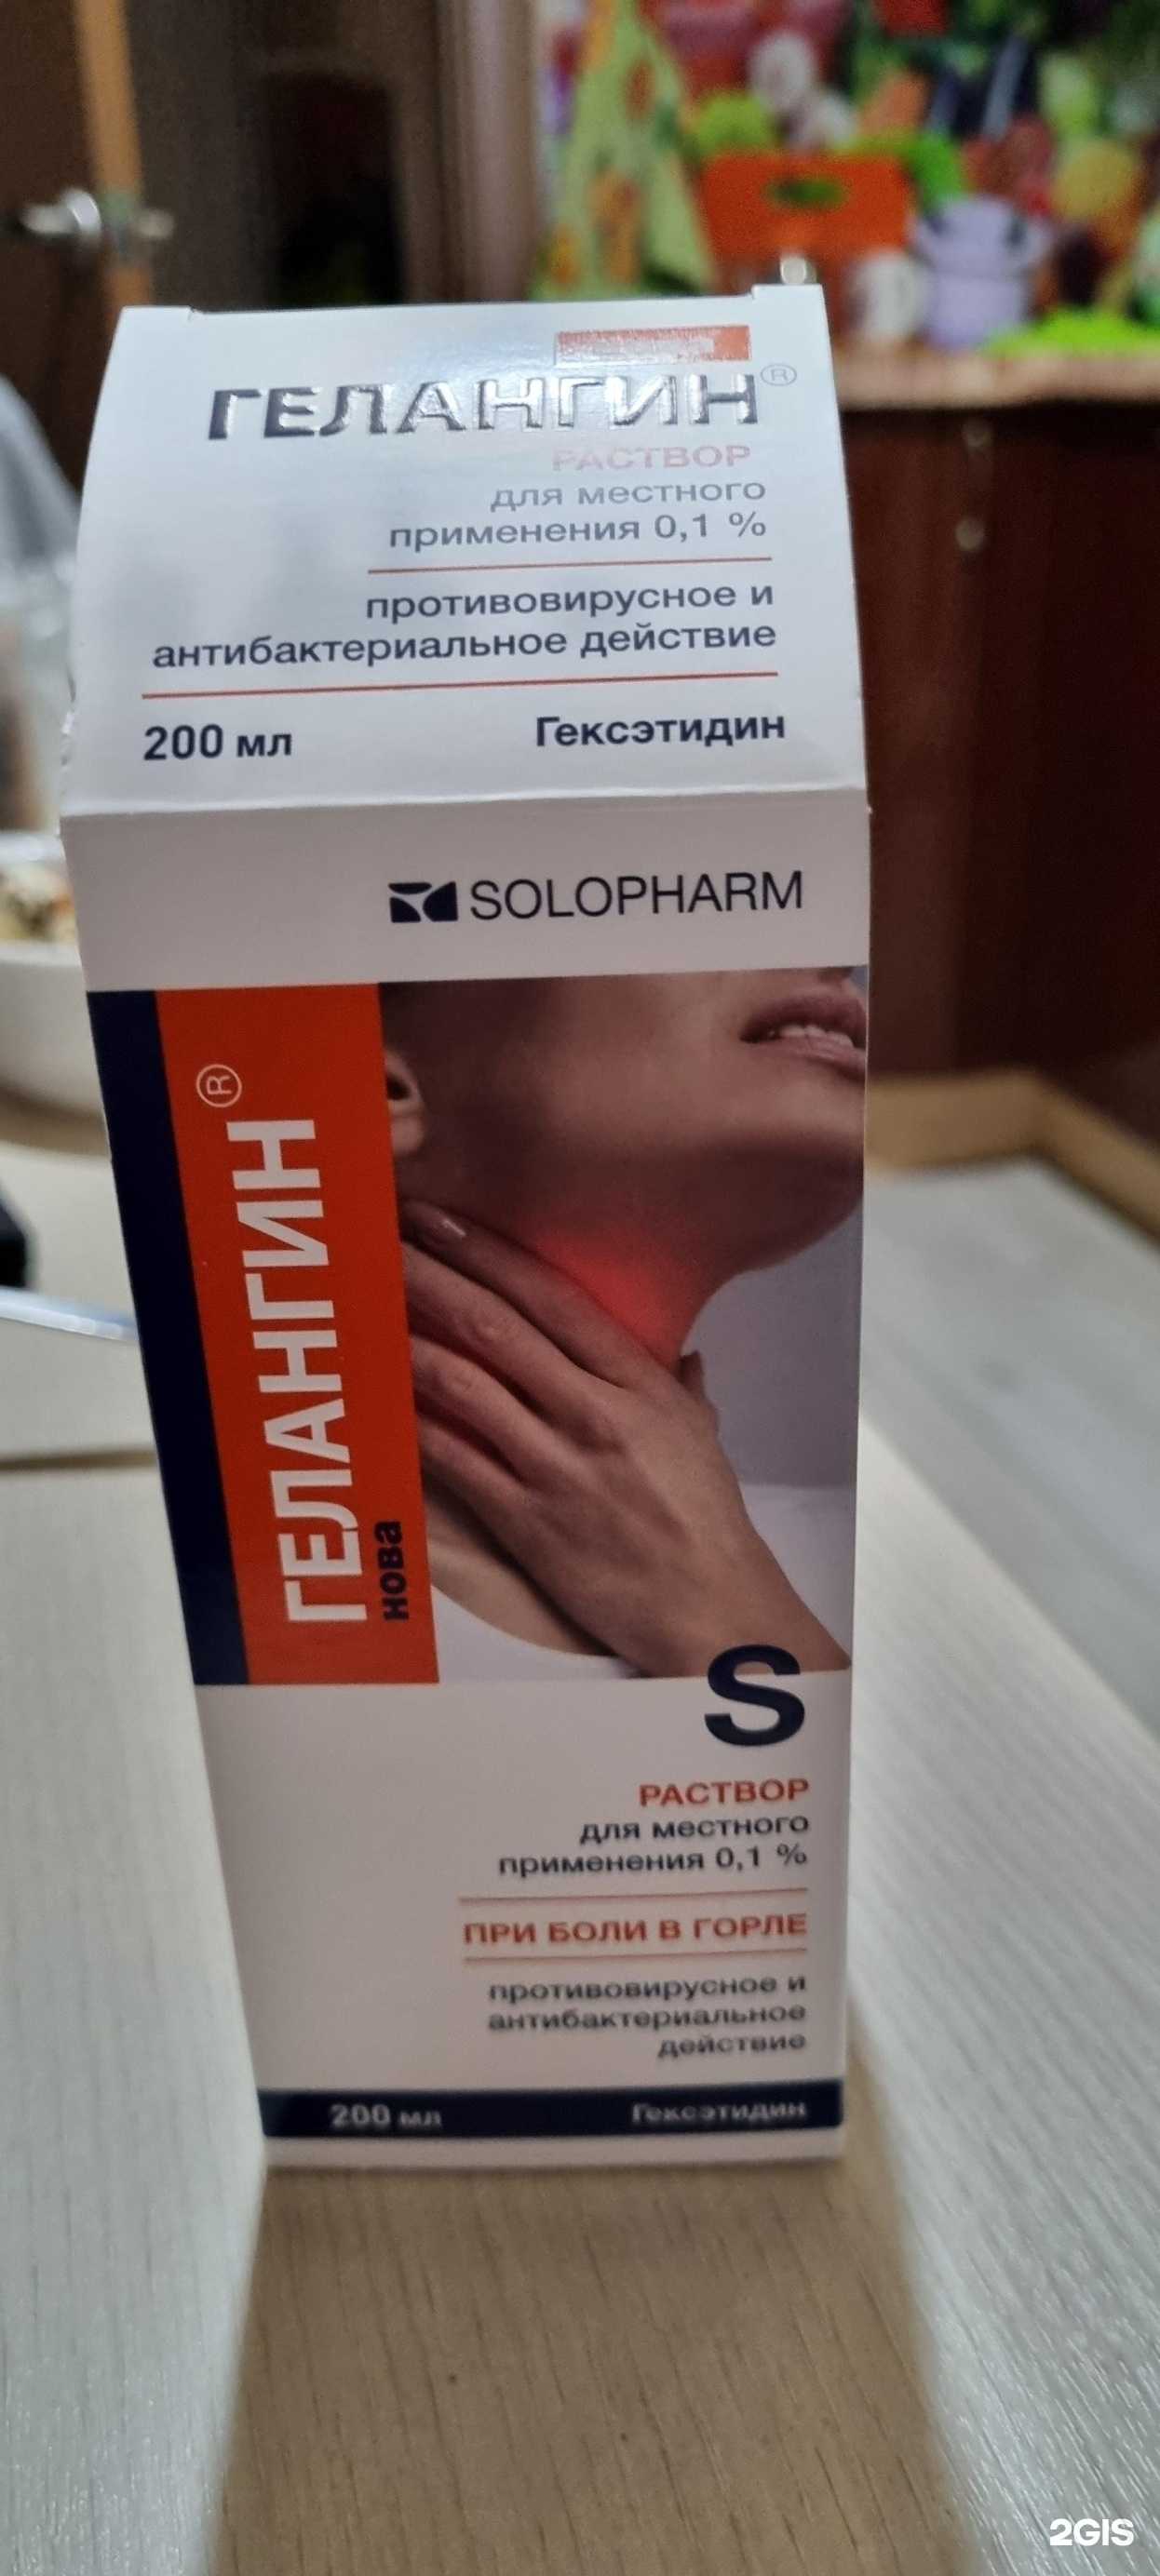 ГЕЛАНГИН®
РАСТВОР
для местного
применения 0,1 %
противовирусное и
антибактериальное действие
200 мл Гексэтидин
SOLOPHARM
ГЕЛАНГИН®
нова
S
РАСТВОР
для местного
применения 0,1 %
ПРИ БОЛИ В ГОРЛЕ
противовирусное и
антибактериальное
действие
200 мл Гексэтидин
2GIS